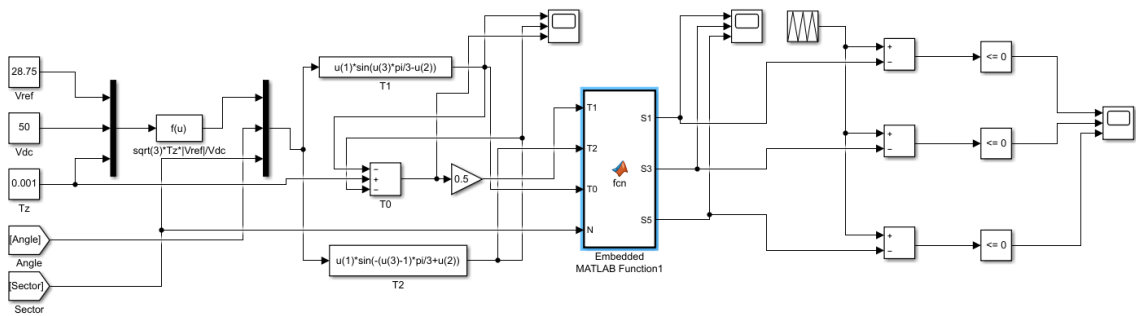 28.75
Vref
50
Vdc
0.001
Tz
[Angle]
Angle
[Sector]
Sector
f(u)
sqrt(3)*Tz*|Vref|/Vdc
u(1)*sin(u(3)*pi/3-u(2))
T1
T0
0.5
u(1)*sin(-(u(3)-1)*pi/3+u(2))
T2
T1
T2
T0
N
fcn
S1
S3
S5
Embedded
MATLAB Function1
<= 0
<= 0
<= 0